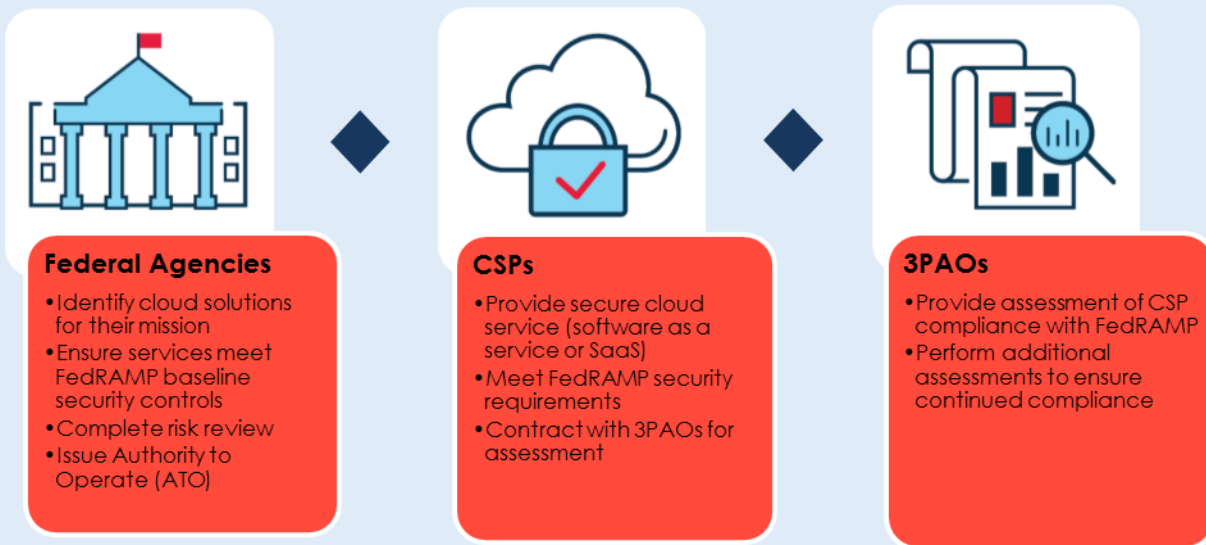 Federal Agencies
•Identify cloud solutions
for their mission
•Ensure services meet
FedRAMP baseline
security controls
•Complete risk review
•Issue Authority to
Operate (ATO)
CSPs
•Provide secure cloud
service (software as a
service or SaaS)
•Meet FedRAMP security
requirements
•Contract with 3PAOs for
assessment
3PAOs
•Provide assessment of CSP
compliance with FedRAMP
•Perform additional
assessments to ensure
continued compliance